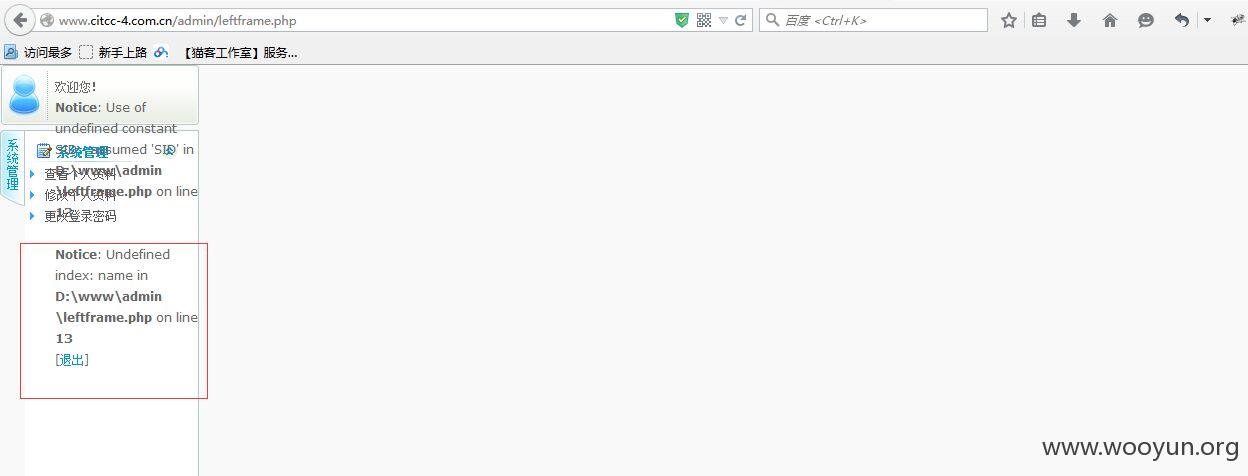 www.citcc-4.com.cn/admin/leftframe.php
百度 <Ctrl+K>
访问最多 新手上路 【猫客工作室】服务...
欢迎您!
Notice: Use of
undefined constant
assumed 'SID' in
系统管理
系统管理
D:\www\admin
查看个人资料
\leftframe.php on line
修改个人资料
更改登录密码
Notice: Undefined
index: name in
D:\www\admin
\leftframe.php on line
13
[退出]
www.wooyun.org